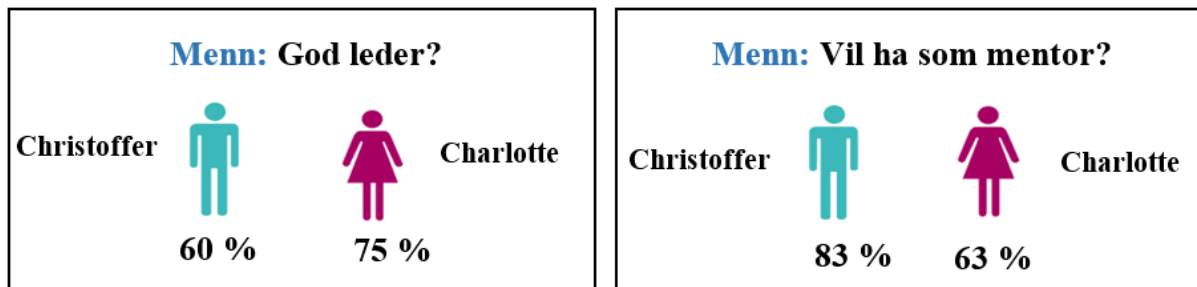 Menn: God leder?
Christoffer
Charlotte
60 %
75 %
Menn: Vil ha som mentor?
Christoffer
Charlotte
83 %
63 %